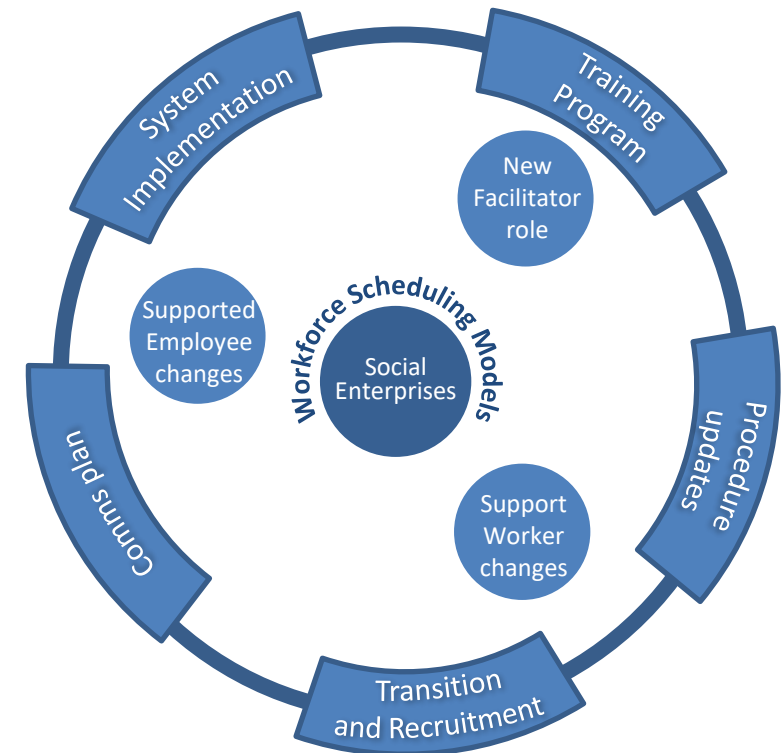 System
Implementation
Training
Program
New
Facilitator
role
Supported
Employee
changes
Workforce Scheduling Models
Social
Enterprises
Procedure
updates
Comms plan
Support
Worker
changes
Transition
and Recruitment